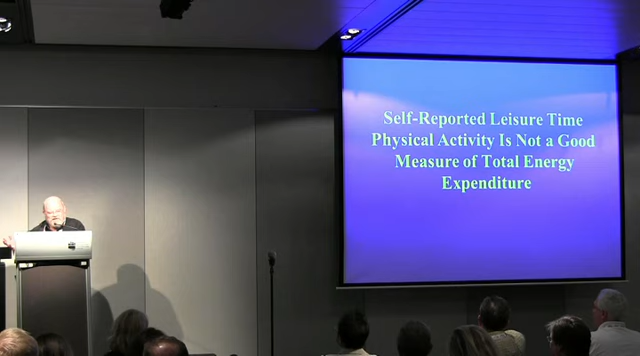 Self-Reported Leisure Time
Physical Activity Is Not a Good
Measure of Total Energy
Expenditure